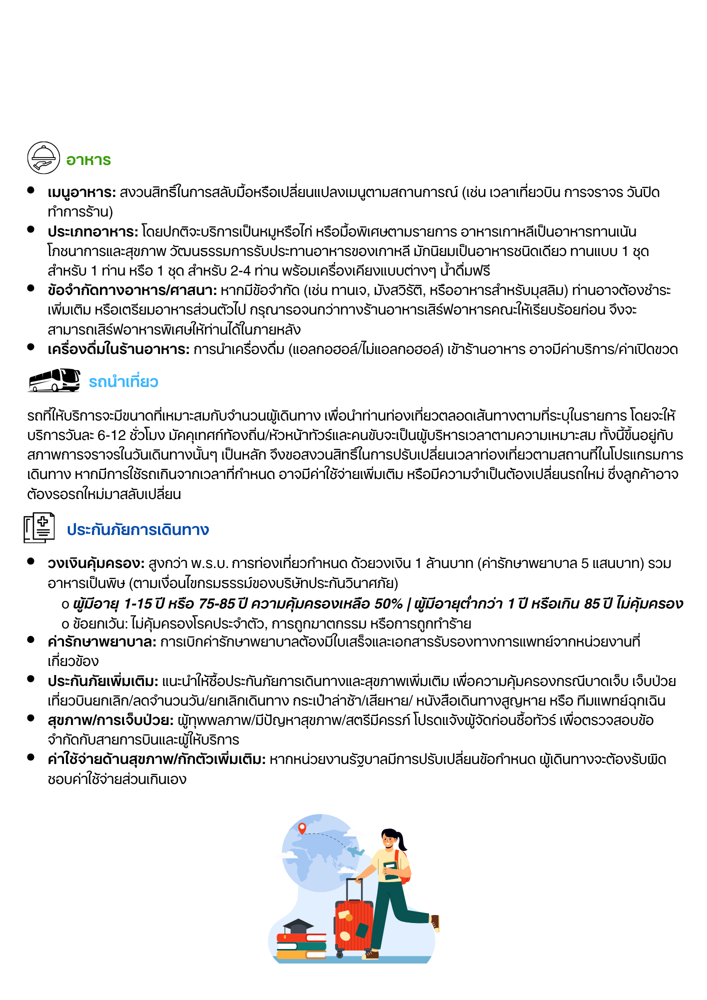 อาหาร
• เมนูอาหาร: สงวนสิทธิ์ในการสลับมื้อหรือเปลี่ยนแปลงเมนูตามสถานการณ์ (เช่น เวลาเที่ยวบิน การจราจร วันปิด
ทำการร้าน)
• ประเภทอาหาร: โดยปกติจะบริการเป็นหมูหรือไก่ หรือมื้อพิเศษตามรายการ อาหารเกาหลีเป็นอาหารทานเน้น
โภชนาการและสุขภาพ วัฒนธรรมการรับประทานอาหารของเกาหลี มักนิยมเป็นอาหารชนิดเดียว ทานแบบ 1 ชุด
สำหรับ 1 ท่าน หรือ 1 ชุด สำหรับ 2-4 ท่าน พร้อมเครื่องเคียงแบบต่างๆ น้ำดื่มฟรี
• ข้อจำกัดทางอาหาร/ศาสนา: หากมีข้อจำกัด (เช่น ทานเจ, มังสวิรัติ, หรืออาหารสำหรับมุสลิม) ท่านอาจต้องชำระ
เพิ่มเติม หรือเตรียมอาหารส่วนตัวไป กรุณารอจนกว่าทางร้านอาหารเสิร์ฟอาหารคณะให้เรียบร้อยก่อน จึงจะ
สามารถเสิร์ฟอาหารพิเศษให้ท่านได้ในภายหลัง
• เครื่องดื่มในร้านอาหาร: การนำเครื่องดื่ม (แอลกอฮอล์/ไม่แอลกอฮอล์) เข้าร้านอาหาร อาจมีค่าบริการ/ค่าเปิดขวด
รถนำเที่ยว
รถที่ให้บริการจะมีขนาดที่เหมาะสมกับจำนวนผู้เดินทาง เพื่อนำท่านท่องเที่ยวตลอดเส้นทางตามที่ระบุในรายการ โดยจะให้
บริการวันละ 6-12 ชั่วโมง มัคคุเทศก์ท้องถิ่น/หัวหน้าทัวร์และคนขับจะเป็นผู้บริหารเวลาตามความเหมาะสม ทั้งนี้ขึ้นอยู่กับ
สภาพการจราจรในวันเดินทางนั้นๆ เป็นหลัก จึงขอสงวนสิทธิ์ในการปรับเปลี่ยนเวลาท่องเที่ยวตามสถานที่ในโปรแกรมการ
เดินทาง หากมีการใช้รถเกินจากเวลาที่กำหนด อาจมีค่าใช้จ่ายเพิ่มเติม หรือมีความจำเป็นต้องเปลี่ยนรถใหม่ ซึ่งลูกค้าอาจ
ต้องรอรถใหม่มาสลับเปลี่ยน
ประกันภัยการเดินทาง
• วงเงินคุ้มครอง: สูงกว่า พ.ร.บ. การท่องเที่ยวกำหนด ด้วยวงเงิน 1 ล้านบาท (ค่ารักษาพยาบาล 5 แสนบาท) รวม
อาหารเป็นพิษ (ตามเงื่อนไขกรมธรรม์ของบริษัทประกันวินาศภัย)
o ผู้มีอายุ 1-15 ปี หรือ 75-85 ปี ความคุ้มครองเหลือ 50% | ผู้มีอายุต่ำกว่า 1 ปี หรือเกิน 85 ปี ไม่คุ้มครอง
o ข้อยกเว้น: ไม่คุ้มครองโรคประจำตัว, การถูกฆาตกรรม หรือการถูกทำร้าย
• ค่ารักษาพยาบาล: การเบิกค่ารักษาพยาบาลต้องมีใบเสร็จและเอกสารรับรองทางการแพทย์จากหน่วยงานที่
เกี่ยวข้อง
• ประกันภัยเพิ่มเติม: แนะนำให้ซื้อประกันภัยการเดินทางและสุขภาพเพิ่มเติม เพื่อความคุ้มครองกรณีบาดเจ็บ เจ็บป่วย
เที่ยวบินยกเลิก/ลดจำนวนวัน/ยกเลิกเดินทาง กระเป๋าล่าช้า/เสียหาย/ หนังสือเดินทางสูญหาย หรือ ทีมแพทย์ฉุกเฉิน
• สุขภาพ/การเจ็บป่วย: ผู้ทุพพลภาพ/มีปัญหาสุขภาพ/สตรีมีครรภ์ โปรดแจ้งผู้จัดก่อนซื้อทัวร์ เพื่อตรวจสอบข้อ
จำกัดกับสายการบินและผู้ให้บริการ
• ค่าใช้จ่ายด้านสุขภาพ/กักตัวเพิ่มเติม: หากหน่วยงานรัฐบาลมีการปรับเปลี่ยนข้อกำหนด ผู้เดินทางจะต้องรับผิด
ชอบค่าใช้จ่ายส่วนเกินเอง